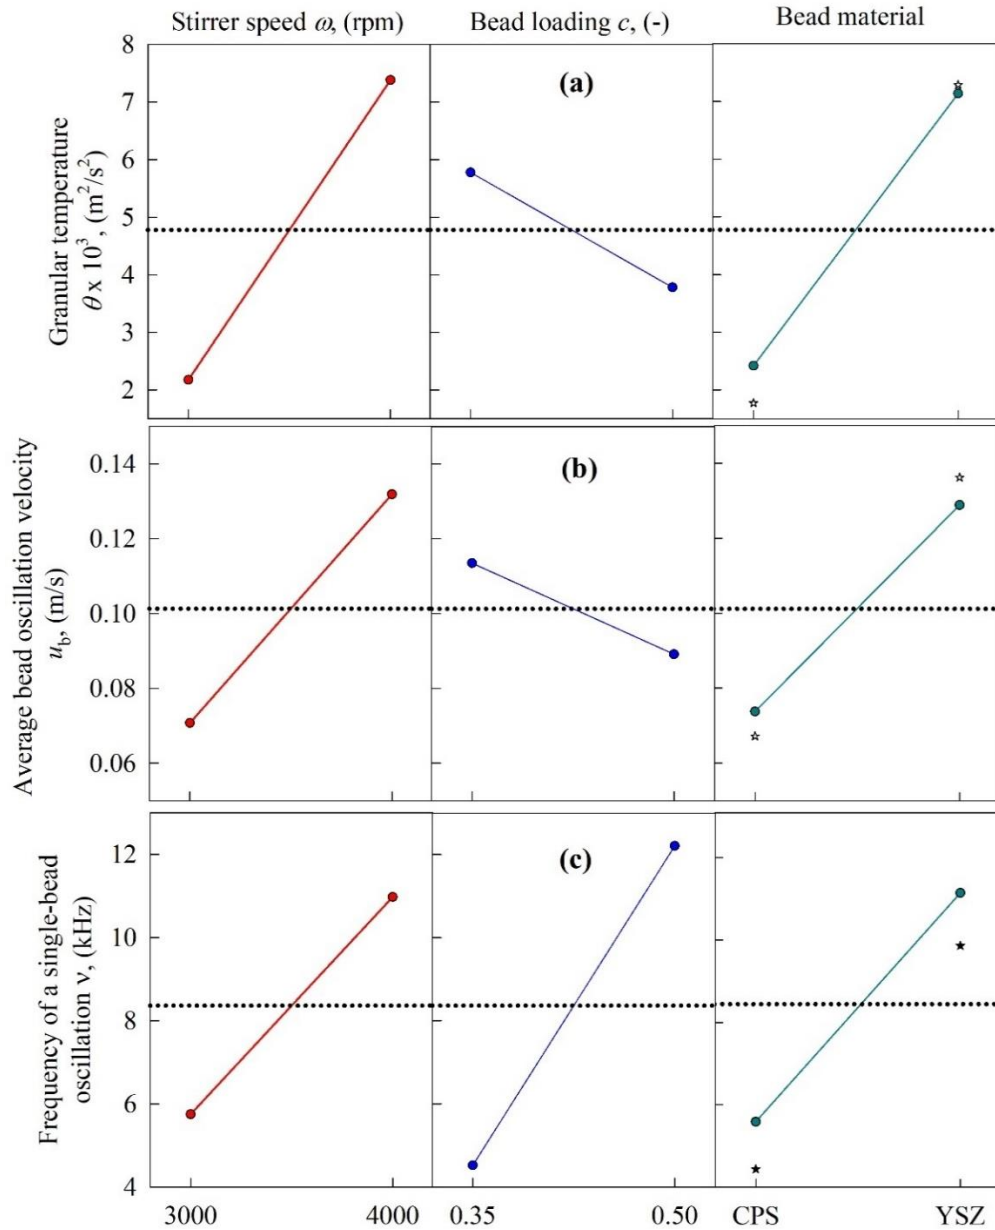 Stirrer speed ω, (rpm)
Bead loading c, (-)
Bead material
Granular temperature
θ x 10³, (m²/s²)
8
7
6
5
4
3
2
(a)
Average bead oscillation velocity
u_b, (m/s)
0.14
0.12
0.10
0.08
0.06
(b)
Frequency of a single-bead
oscillation ν, (kHz)
12
10
8
6
4
(c)
3000
4000
0.35
0.50
CPS
YSZ